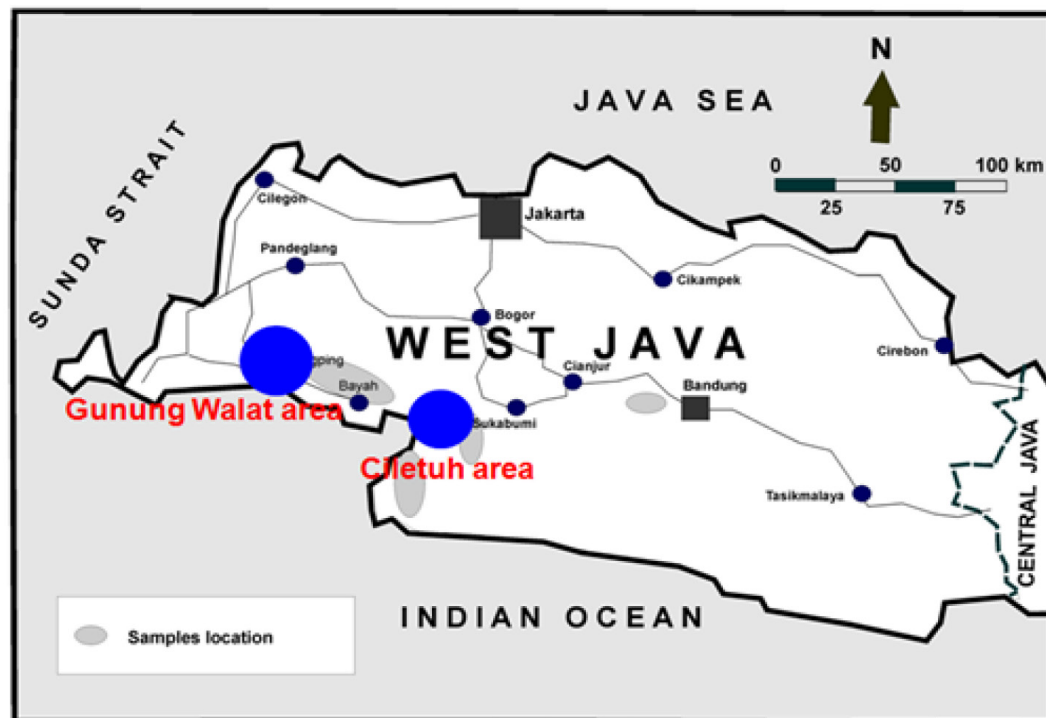 N
JAVA SEA
SUNDA STRAIT
0 50 100 km
25 75
Cilegon
Jakarta
Pandeglang
Cikampek
Bogor
WEST JAVA
Cirebon
Cianjur
Bayah
Bandung
Gunung Walat area
Sukabumi
Ciletuh area
Tasikmalaya
CENTRAL JAVA
INDIAN OCEAN
Samples location